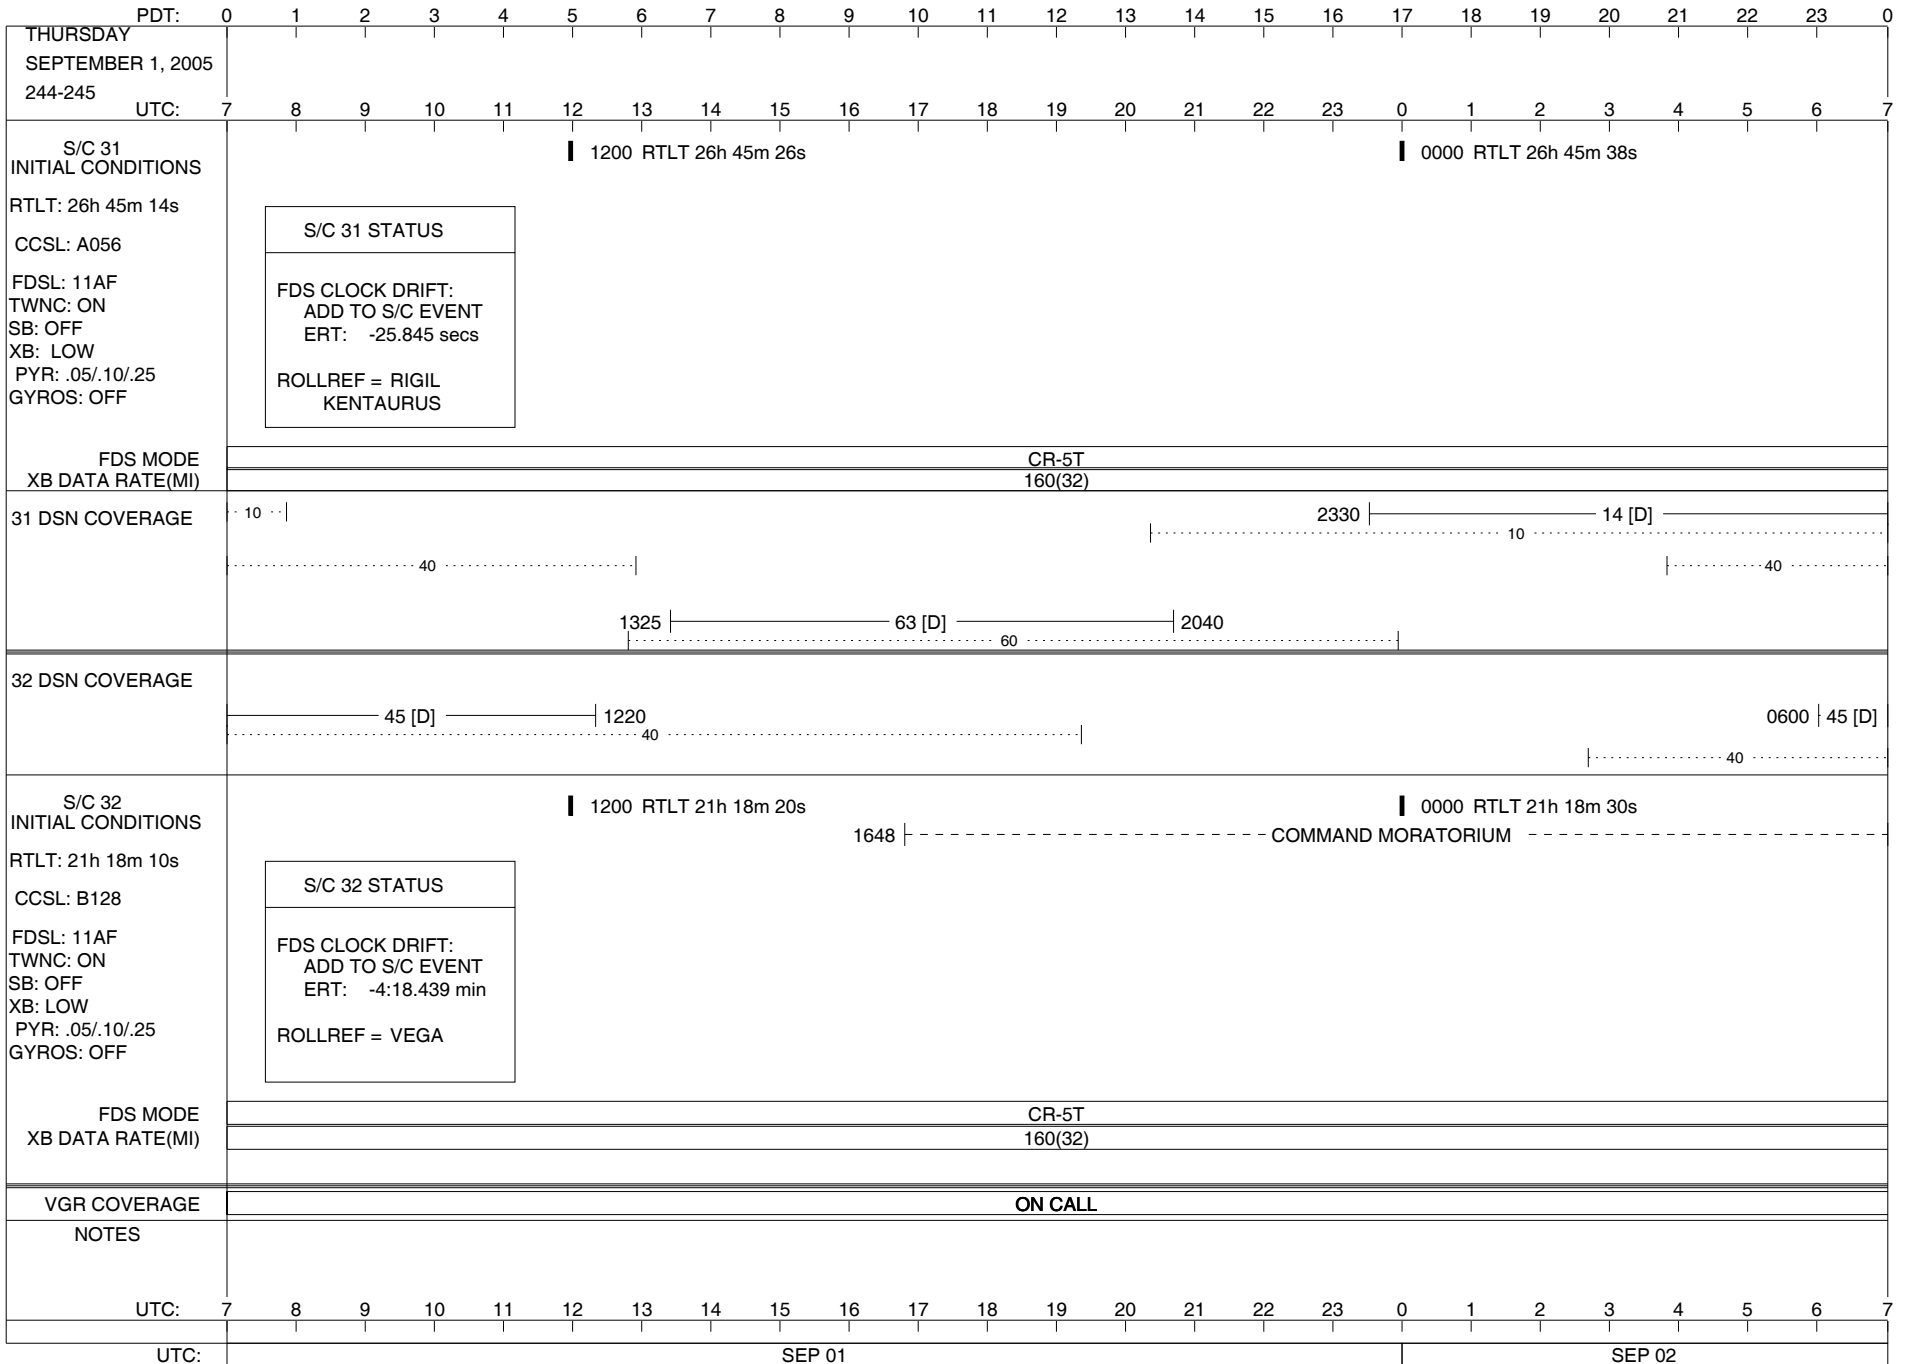 PDT: 0 1 2 3 4 5 6 7 8 9 10 11 12 13 14 15 16 17 18 19 20 21 22 23 0
THURSDAY
SEPTEMBER 1, 2005
244-245
UTC: 7 8 9 10 11 12 13 14 15 16 17 18 19 20 21 22 23 0 1 2 3 4 5 6 7
S/C 31
INITIAL CONDITIONS
1200 RTLT 26h 45m 26s
0000 RTLT 26h 45m 38s
RTLT: 26h 45m 14s
CCSL: A056
FDSL: 11AF
TWNC: ON
SB: OFF
XB: LOW
PYR: .05/.10/.25
GYROS: OFF
S/C 31 STATUS
FDS CLOCK DRIFT:
ADD TO S/C EVENT
ERT: -25.845 secs
ROLLREF = RIGIL
KENTAURUS
FDS MODE CR-5T
XB DATA RATE(MI) 160(32)
31 DSN COVERAGE
10
2330 14 [D]
10
40
40
1325 63 [D] 2040
60
32 DSN COVERAGE
45 [D] 1220
0600 45 [D]
40
40
S/C 32
INITIAL CONDITIONS
1200 RTLT 21h 18m 20s
0000 RTLT 21h 18m 30s
1648 COMMAND MORATORIUM
RTLT: 21h 18m 10s
CCSL: B128
FDSL: 11AF
TWNC: ON
SB: OFF
XB: LOW
PYR: .05/.10/.25
GYROS: OFF
S/C 32 STATUS
FDS CLOCK DRIFT:
ADD TO S/C EVENT
ERT: -4:18.439 min
ROLLREF = VEGA
FDS MODE CR-5T
XB DATA RATE(MI) 160(32)
VGR COVERAGE ON CALL
NOTES
UTC: 7 8 9 10 11 12 13 14 15 16 17 18 19 20 21 22 23 0 1 2 3 4 5 6 7
UTC: SEP 01 SEP 02